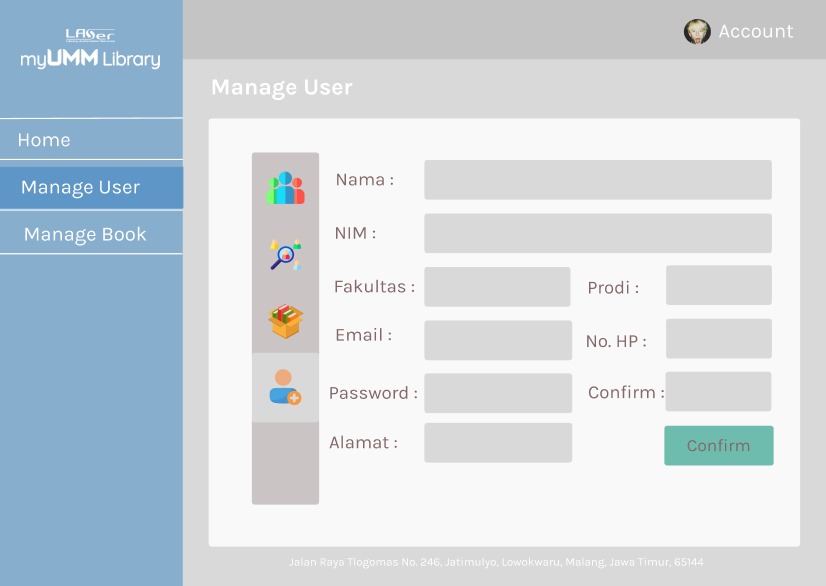 LASer
myUMM Library
Account
Manage User
Home
Manage User
Manage Book
Nama :
NIM :
Fakultas :
Prodi :
Email :
No. HP :
Password :
Confirm :
Alamat :
Confirm
Jalan Raya Tlogomas No. 246, Jatimulyo, Lowokwaru, Malang, Jawa Timur, 65144